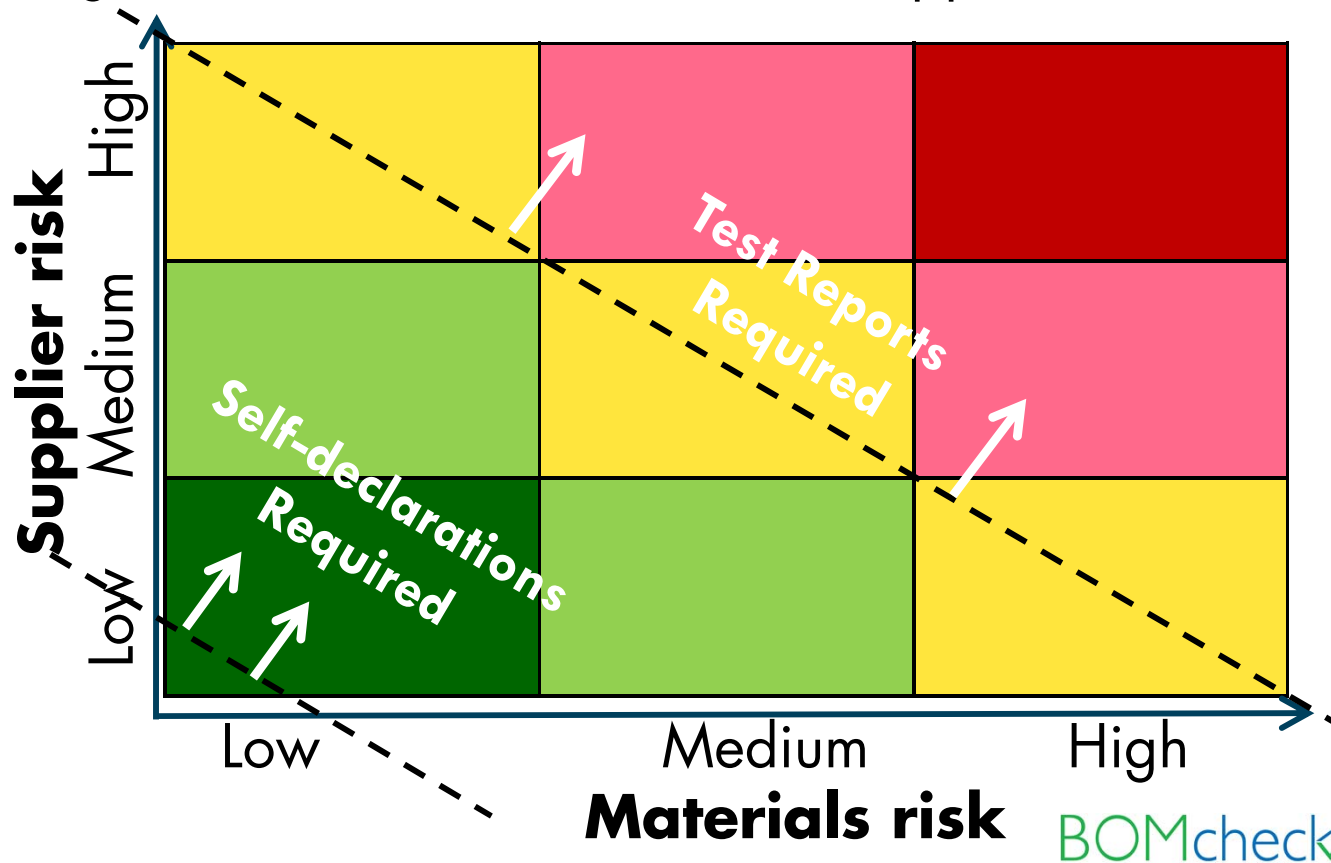 Supplier risk
High
Medium
Low
Test Reports
Required
Self-declarations
Required
Low
Medium
High
Materials risk
BOMcheck